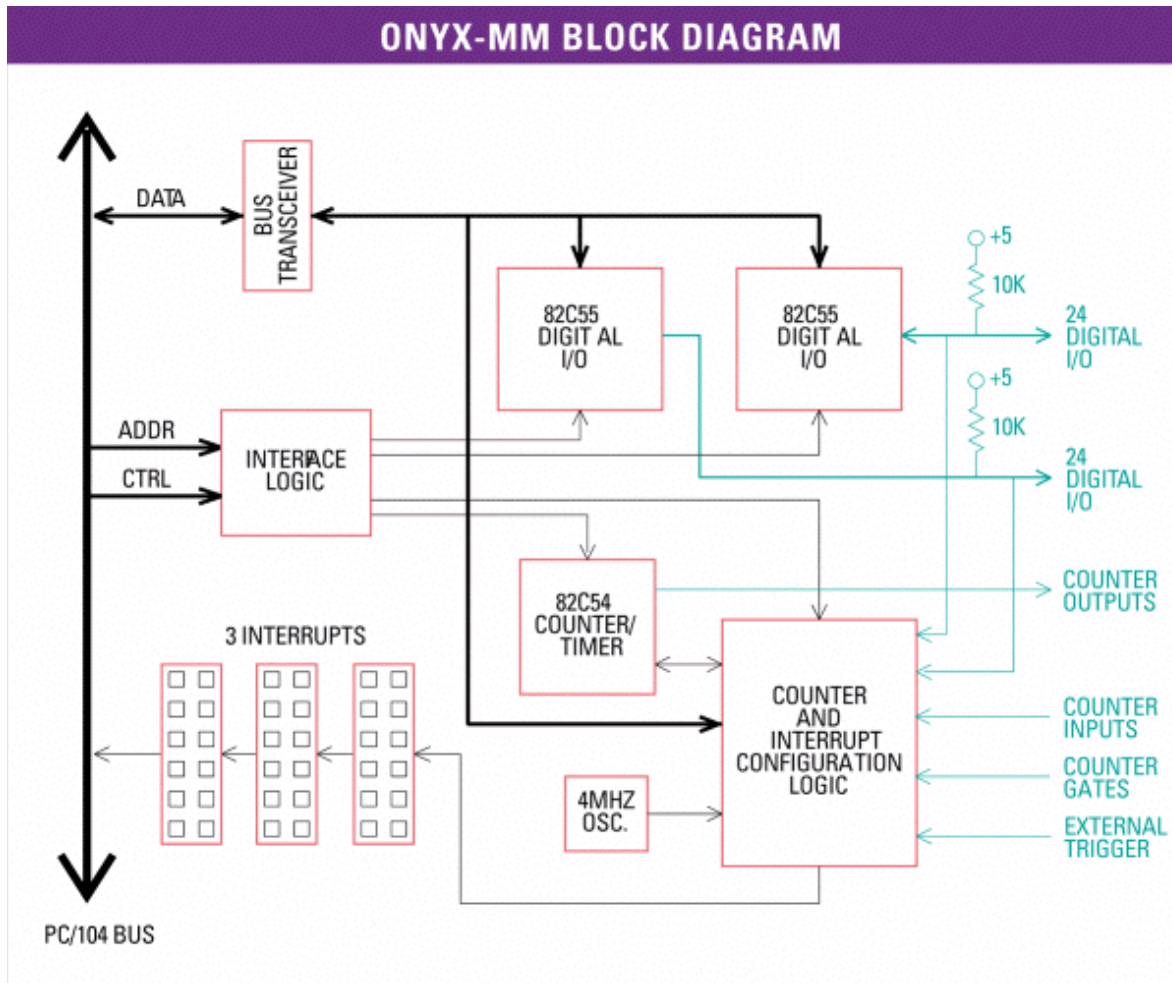 ONYX-MM BLOCK DIAGRAM
DATA
BUS
TRANSCEIVER
+5
10K
82C55
DIGIT AL
I/O
82C55
DIGIT AL
I/O
24
DIGITAL
I/O
+5
10K
ADDR
CTRL
INTERFACE
LOGIC
24
DIGITAL
I/O
82C54
COUNTER/
TIMER
COUNTER
OUTPUTS
3 INTERRUPTS
COUNTER
AND
INTERRUPT
CONFIGURATION
LOGIC
COUNTER
INPUTS
COUNTER
GATES
4MHZ
OSC.
EXTERNAL
TRIGGER
PC/104 BUS